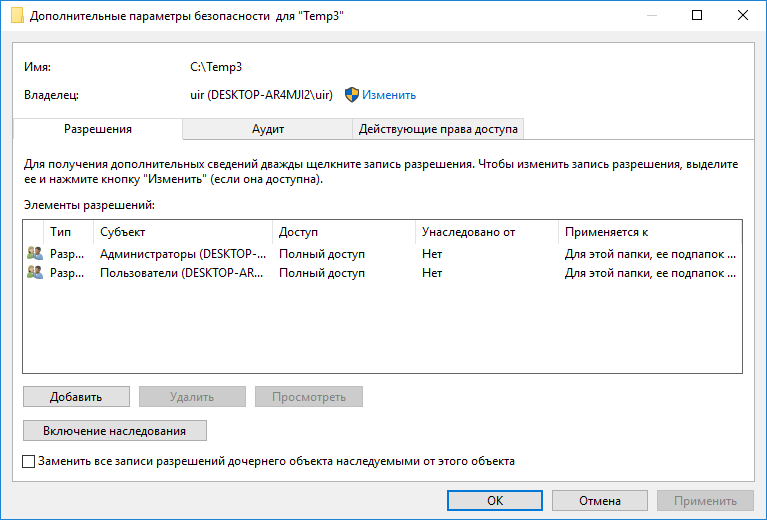 Дополнительные параметры безопасности для "Temp3"
Имя: C:\Temp3
Владелец: uir (DESKTOP-AR4MJI2\uir) Изменить
Разрешения Аудит Действующие права доступа
Для получения дополнительных сведений дважды щелкните запись разрешения. Чтобы изменить запись разрешения, выделите
ее и нажмите кнопку "Изменить" (если она доступна).
Элементы разрешений:
Тип Субъект Доступ Унаследовано от Применяется к
Разр... Администраторы (DESKTOP-... Полный доступ Нет Для этой папки, ее подпапок ...
Разр... Пользователи (DESKTOP-AR... Полный доступ Нет Для этой папки, ее подпапок ...
Добавить Удалить Просмотреть
Включение наследования
Заменить все записи разрешений дочернего объекта наследуемыми от этого объекта
ОК Отмена Применить